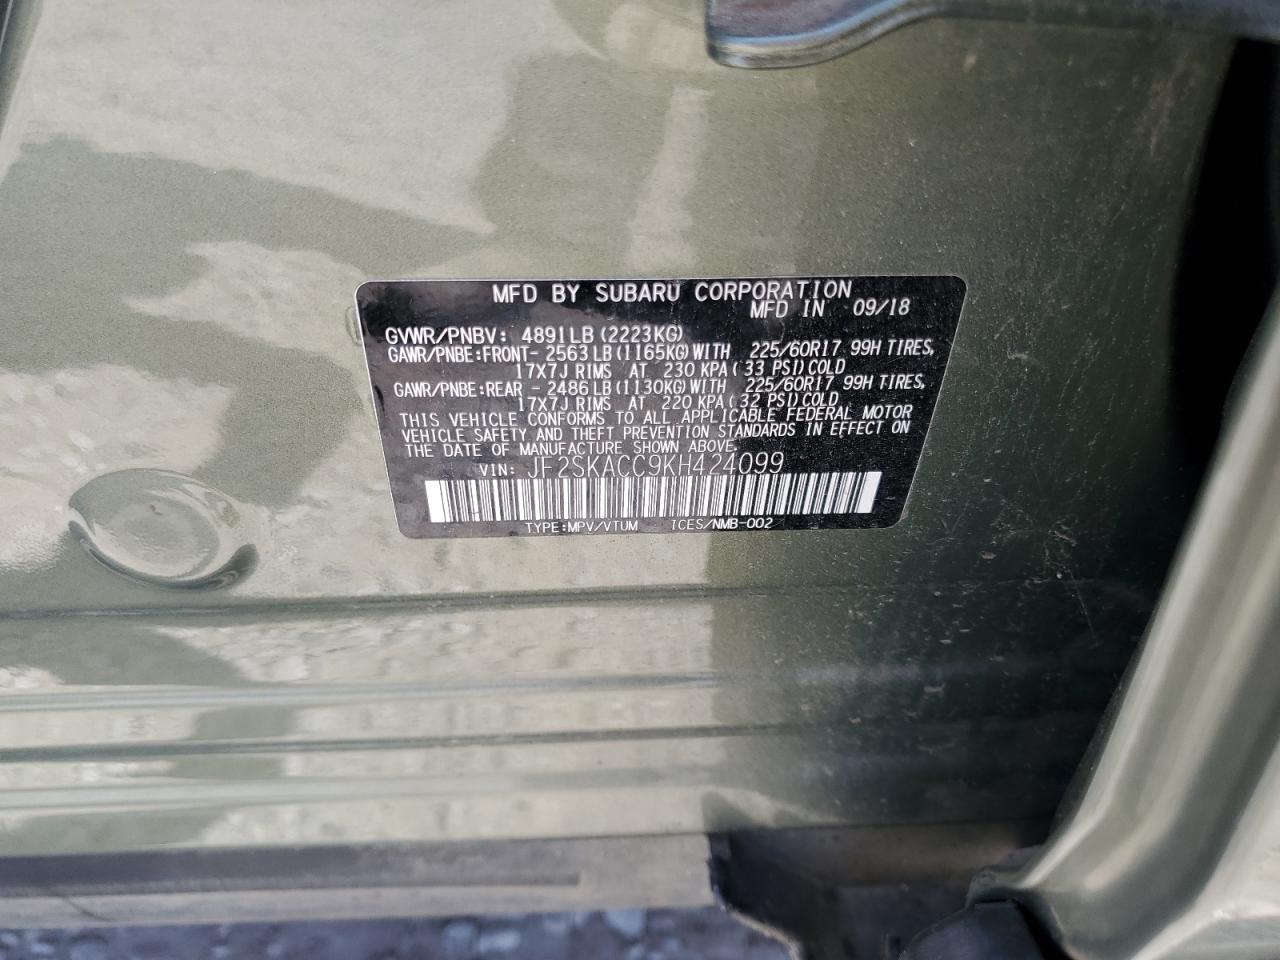 MFD BY SUBARU CORPORATION
MFD IN 09/18
GVWR/PNBV: 4891LB (2223KG)
GAWR/PNBE:FRONT- 2563LB (1165KG)WITH 225/60R17 99H TIRES,
17X7J RIMS AT 230 KPA( 33 PSI)COLD
GAWR/PNBE:REAR - 2486LB (1130KG)WITH 225/60R17 99H TIRES,
17X7J RIMS AT 220 KPA( 32 PSI)COLD
THIS VEHICLE CONFORMS TO ALL APPLICABLE FEDERAL MOTOR
VEHICLE SAFETY AND THEFT PREVENTION STANDARDS IN EFFECT ON
THE DATE OF MANUFACTURE SHOWN ABOVE.
VIN: JF2SKACC9KH424099
TYPE:MPV/VTUM ICES/NMB-002